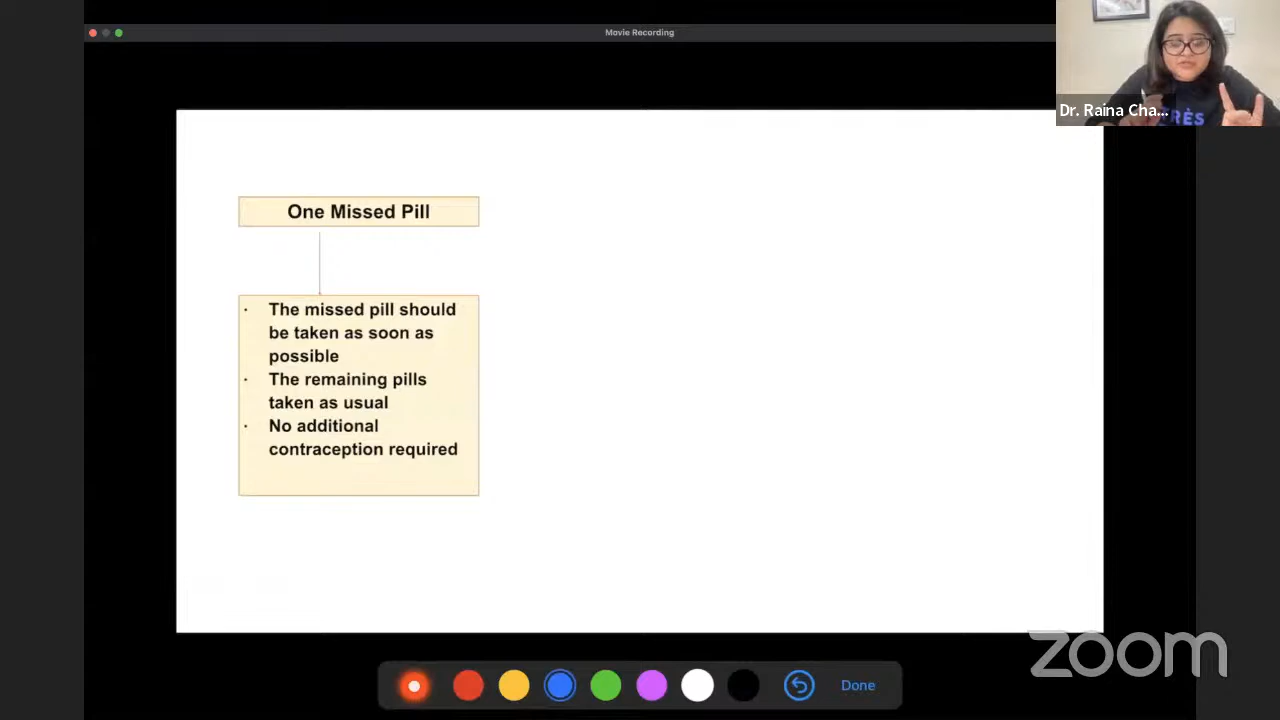 Movie Recording
Dr. Raina Cha...
RÈS
One Missed Pill
· The missed pill should
be taken as soon as
possible
· The remaining pills
taken as usual
· No additional
contraception required
zoom
Done